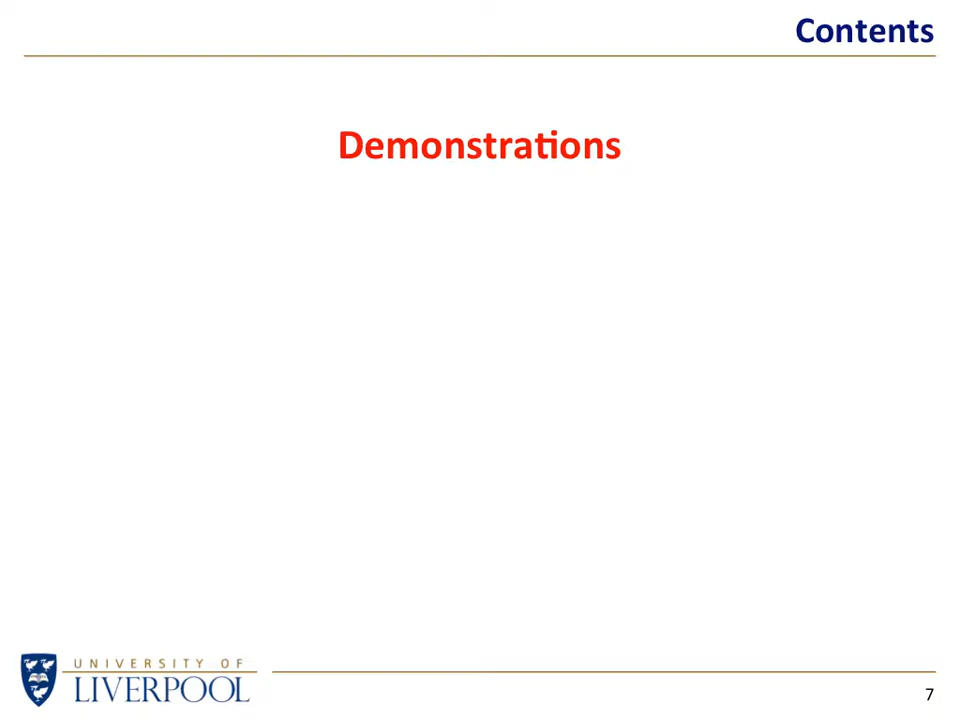 Contents
Demonstrations
UNIVERSITY OF
LIVERPOOL
7